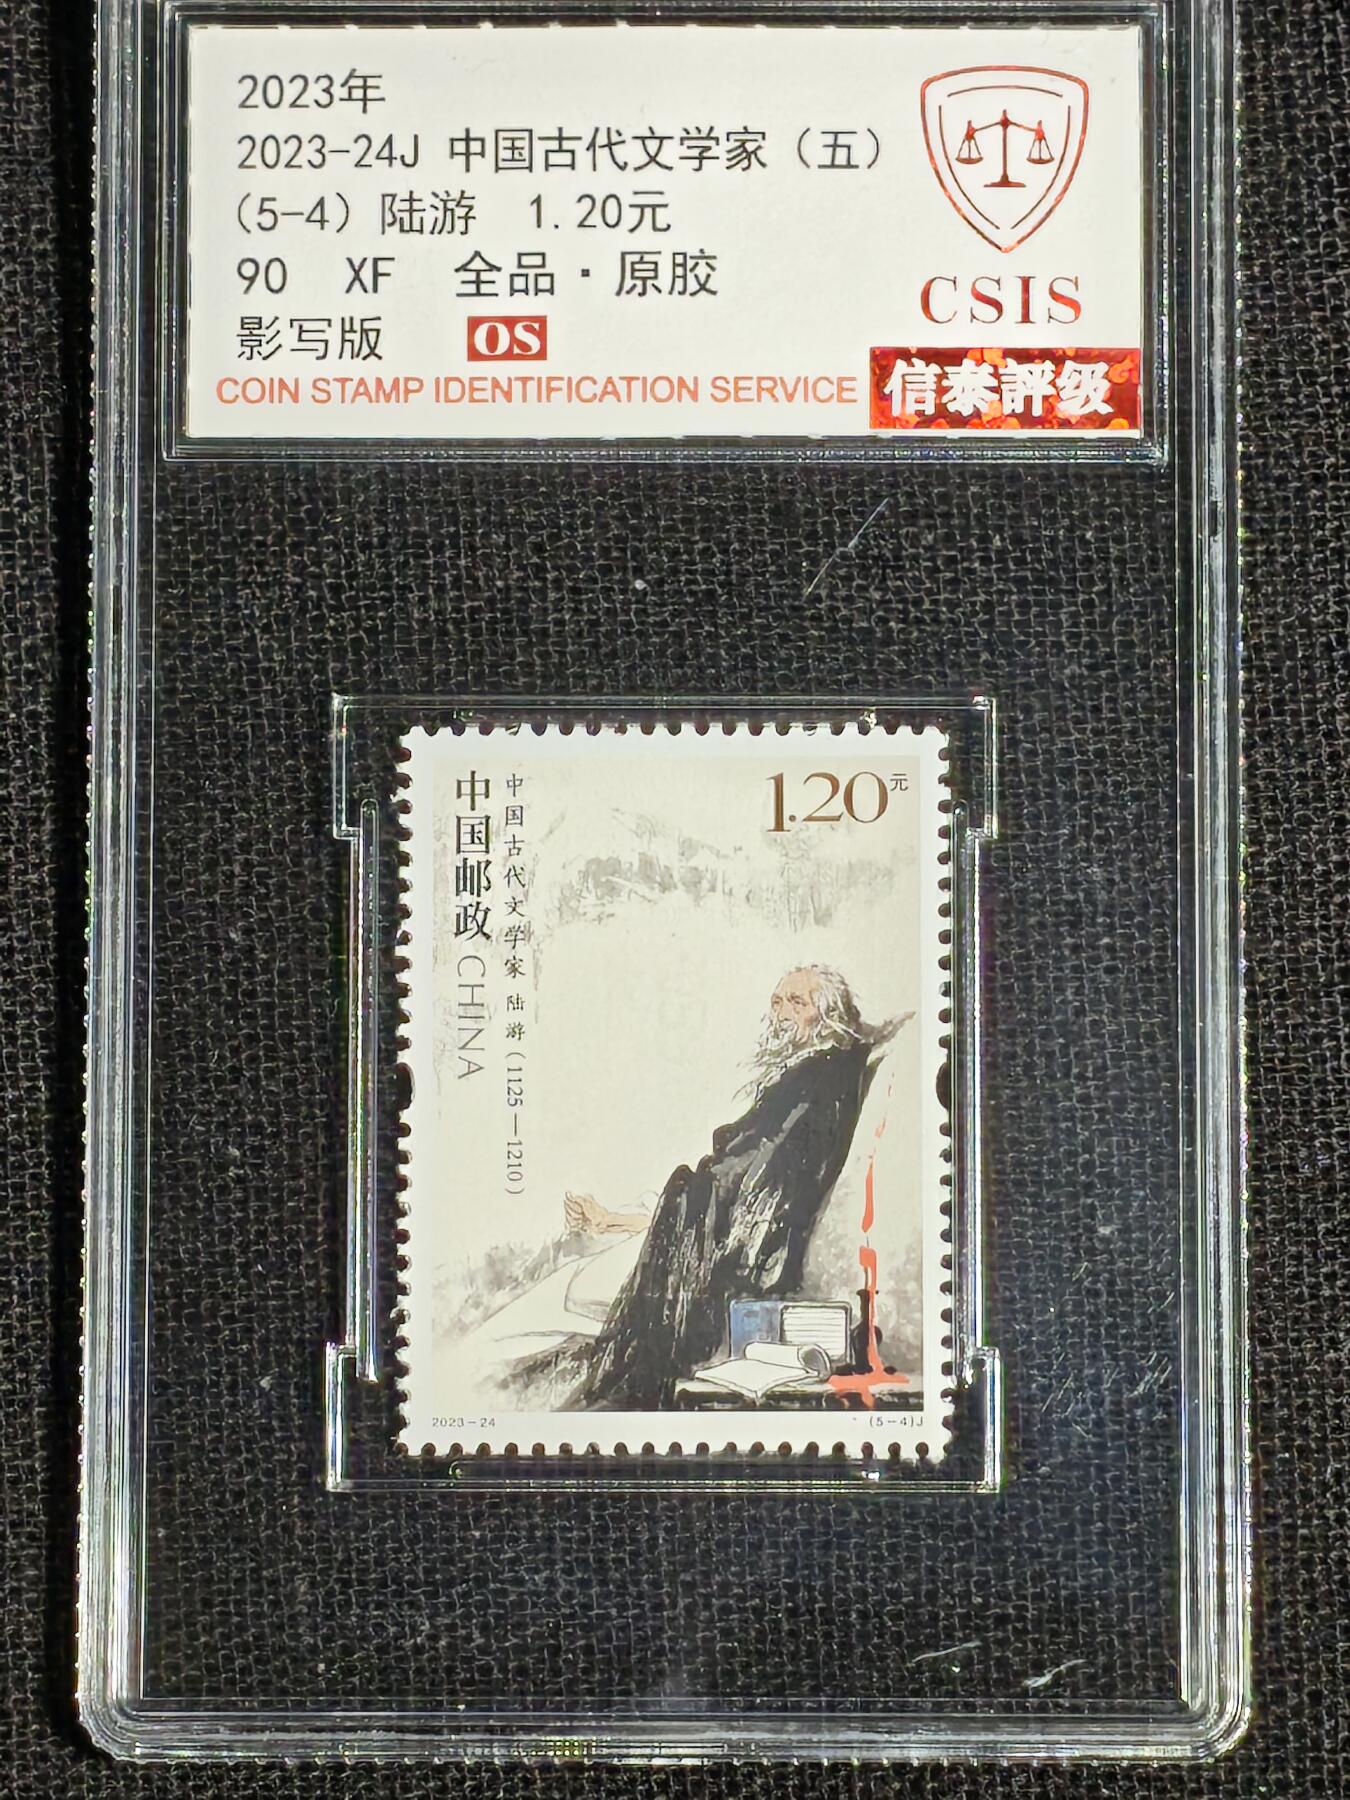 2023年
2023-24J 中国古代文学家（五）
（5-4）陆游 1.20元
90 XF 全品·原胶
影写版 OS
COIN STAMP IDENTIFICATION SERVICE
CSIS
信泰評级
1.20元
中国邮政 CHINA
中国古代文学家 陆游（1125—1210）
2023-24
(5-4)J